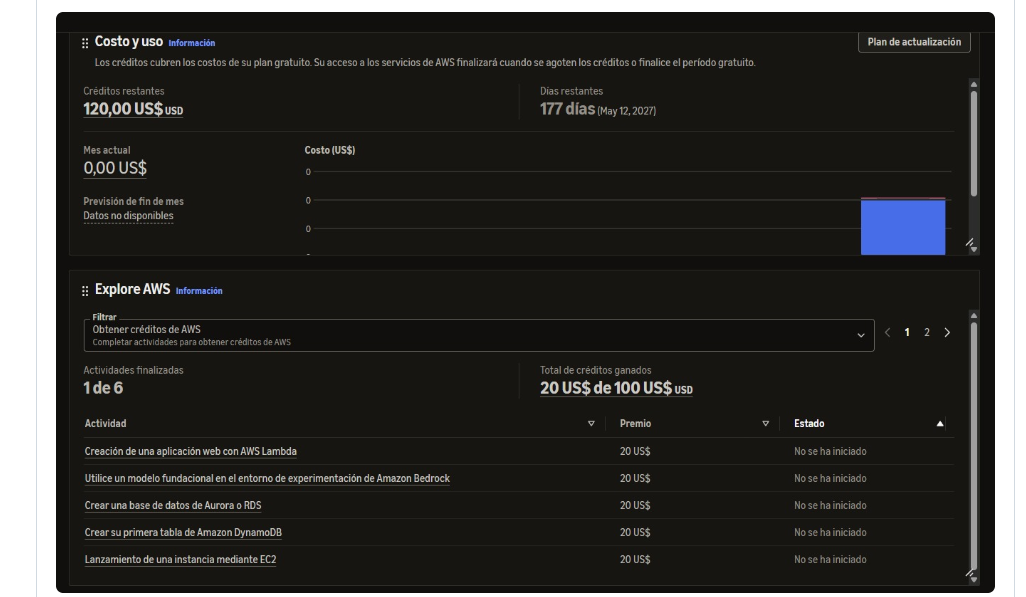 Costo y uso Información
Plan de actualización
Los créditos cubren los costos de su plan gratuito. Su acceso a los servicios de AWS finalizará cuando se agoten los créditos o finalice el período gratuito.
Créditos restantes
120,00 US$ USD
Días restantes
177 días (May 12, 2027)
Mes actual
0,00 US$
Previsión de fin de mes
Datos no disponibles
Costo (US$)
0
0
0
Explore AWS Información
Filtrar
Obtener créditos de AWS
Completar actividades para obtener créditos de AWS
1 2
Actividades finalizadas
1 de 6
Total de créditos ganados
20 US$ de 100 US$ USD
Actividad Premio Estado
Creación de una aplicación web con AWS Lambda 20 US$ No se ha iniciado
Utilice un modelo fundacional en el entorno de experimentación de Amazon Bedrock 20 US$ No se ha iniciado
Crear una base de datos de Aurora o RDS 20 US$ No se ha iniciado
Crear su primera tabla de Amazon DynamoDB 20 US$ No se ha iniciado
Lanzamiento de una instancia mediante EC2 20 US$ No se ha iniciado